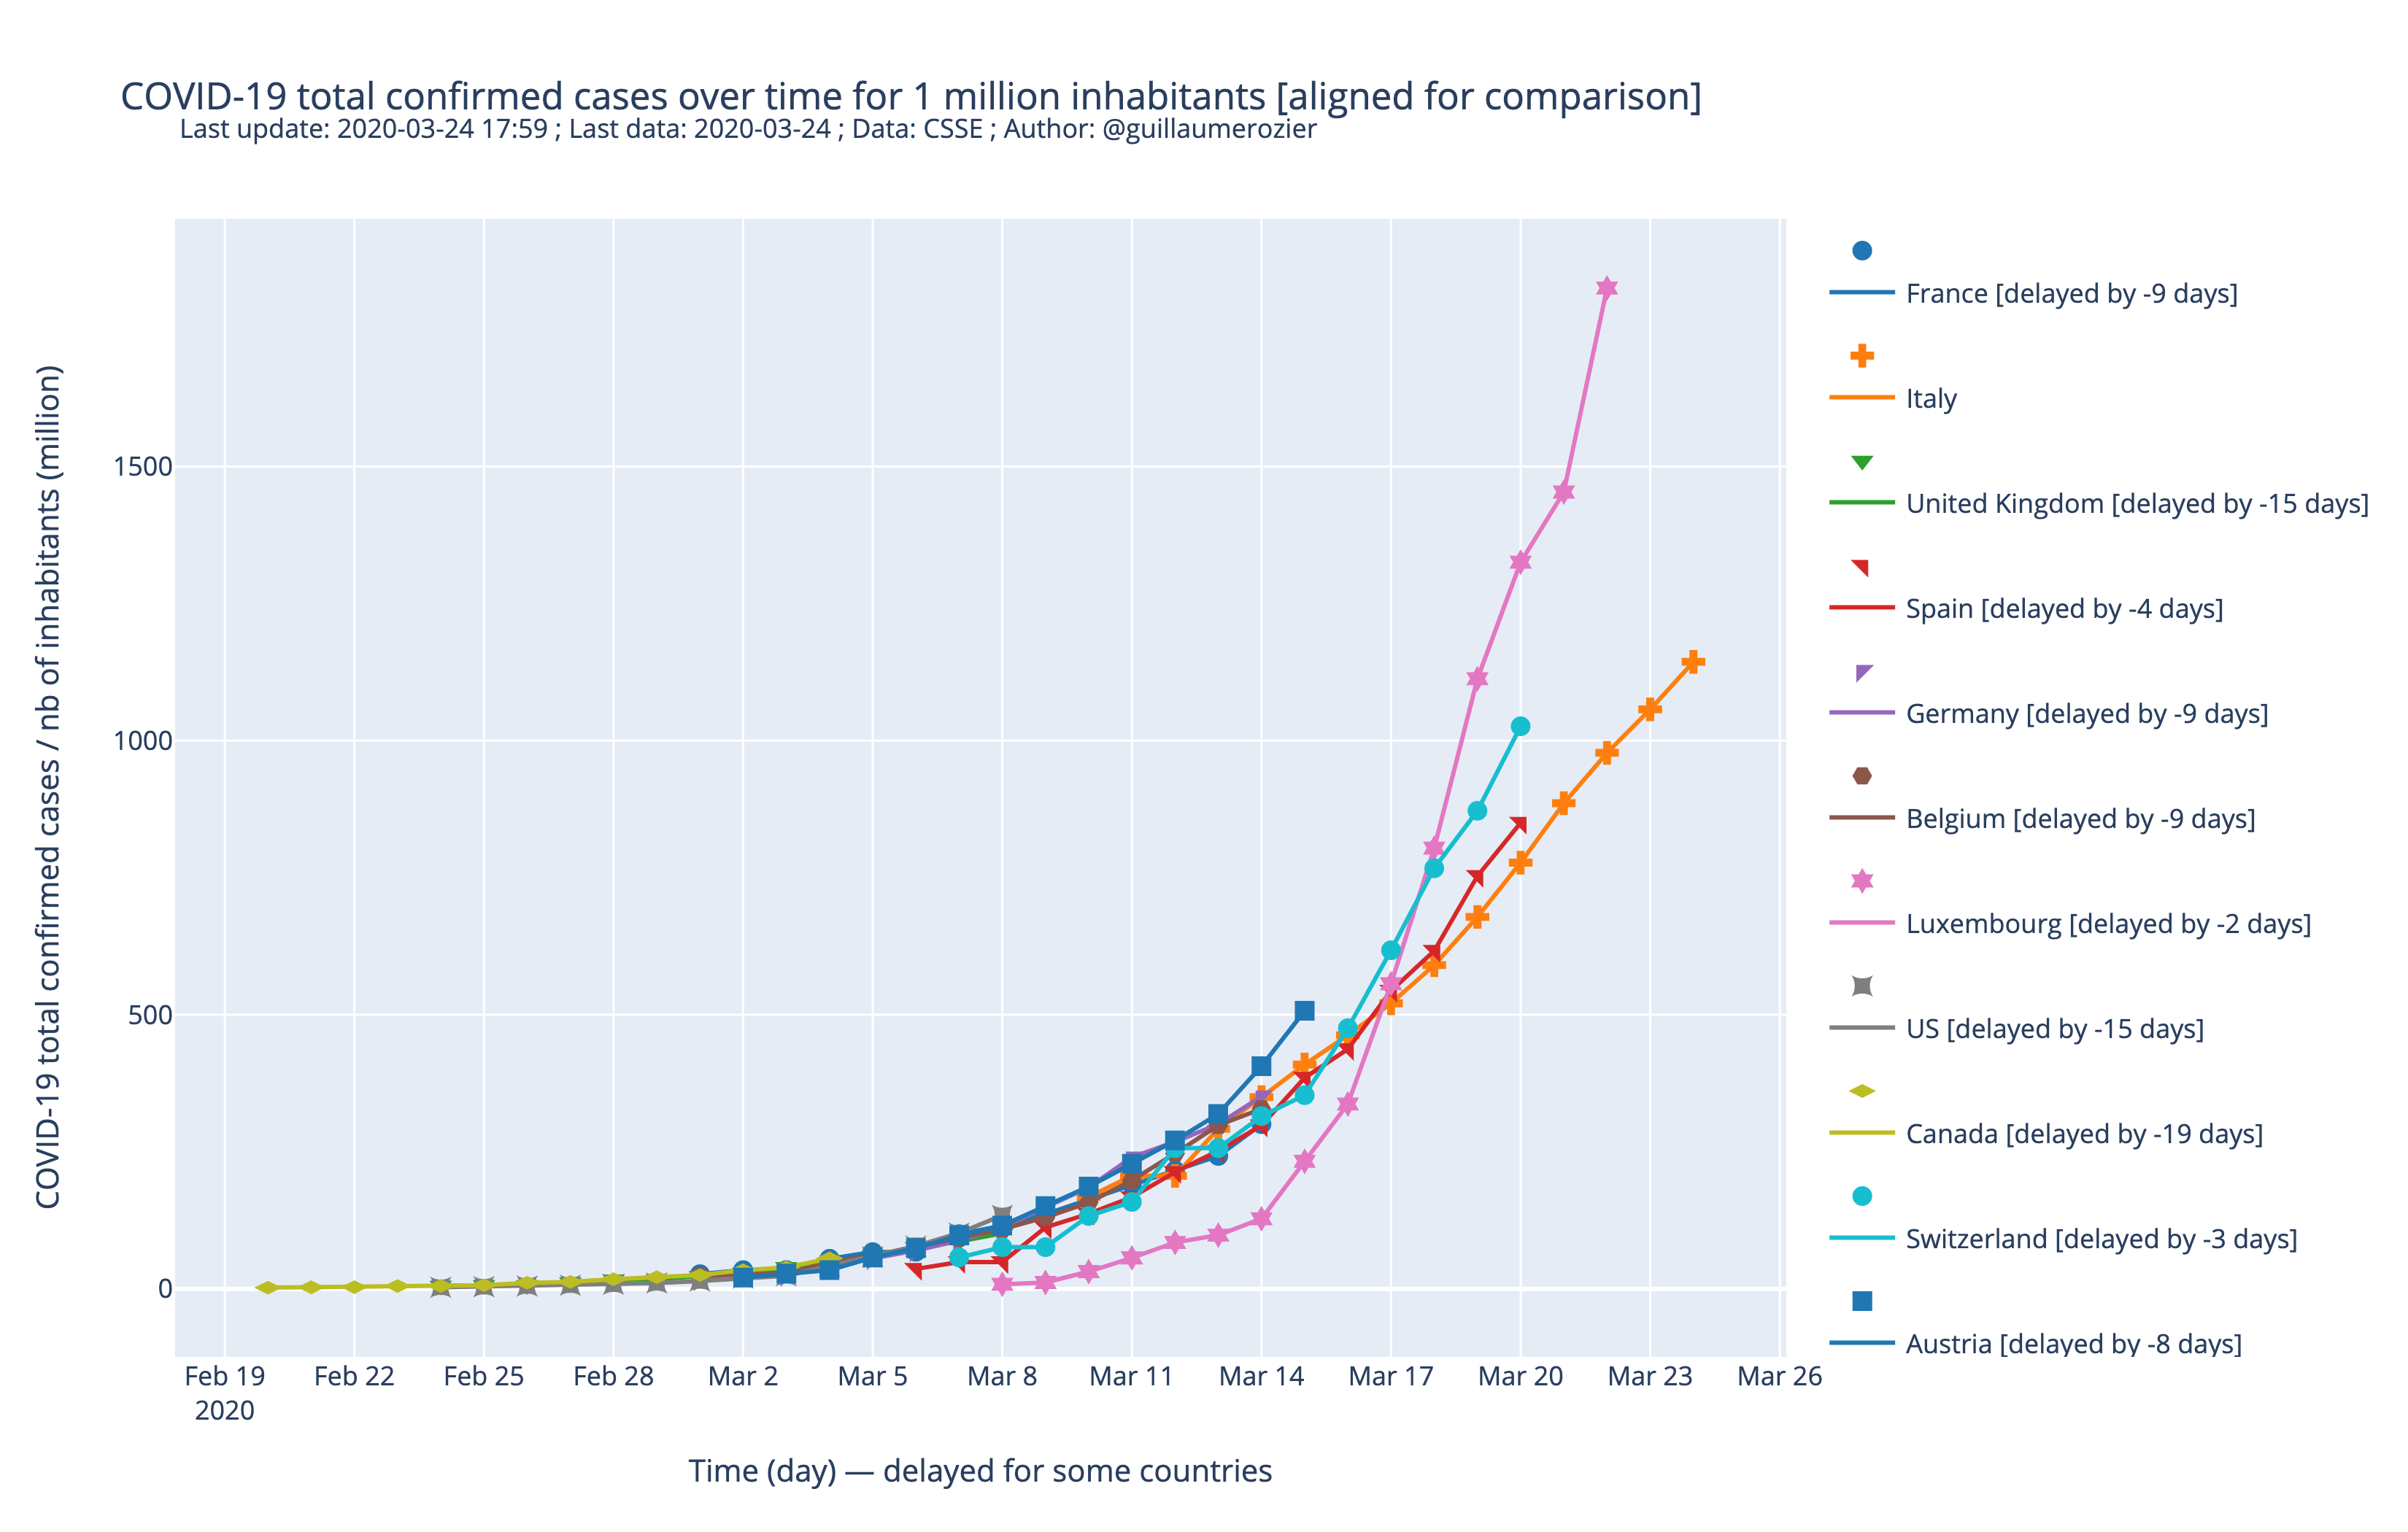 COVID-19 total confirmed cases over time for 1 million inhabitants [aligned for comparison]
Last update: 2020-03-24 17:59 ; Last data: 2020-03-24 ; Data: CSSE ; Author: @guillaumerozier
COVID-19 total confirmed cases / nb of inhabitants (million)
1500
1000
500
0
Feb 19
2020
Feb 22
Feb 25
Feb 28
Mar 2
Mar 5
Mar 8
Mar 11
Mar 14
Mar 17
Mar 20
Mar 23
Mar 26
Time (day) — delayed for some countries
France [delayed by -9 days]
Italy
United Kingdom [delayed by -15 days]
Spain [delayed by -4 days]
Germany [delayed by -9 days]
Belgium [delayed by -9 days]
Luxembourg [delayed by -2 days]
US [delayed by -15 days]
Canada [delayed by -19 days]
Switzerland [delayed by -3 days]
Austria [delayed by -8 days]